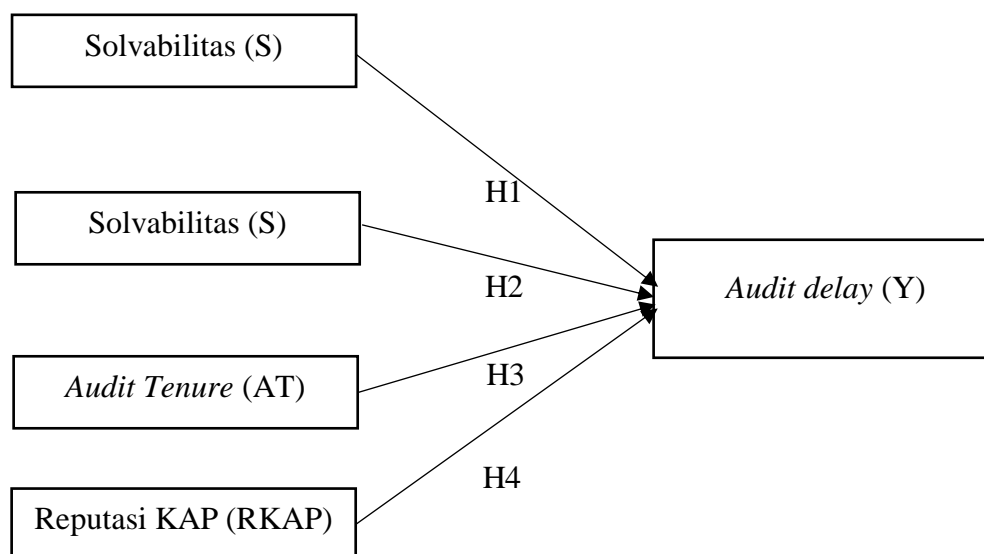 Solvabilitas (S)
H1
Solvabilitas (S)
H2
Audit delay (Y)
Audit Tenure (AT)
H3
H4
Reputasi KAP (RKAP)